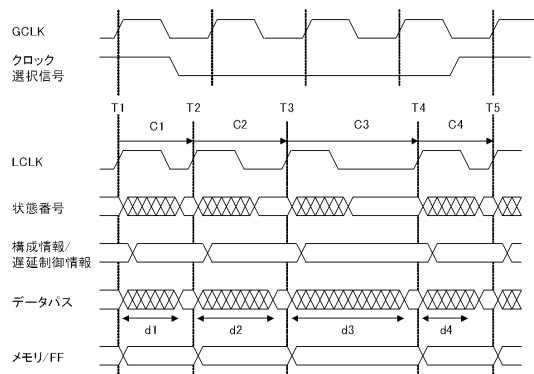 GCLK
クロック
選択信号
T1 T2 T3 T4 T5
C1 C2 C3 C4
LCLK
状態番号
構成情報/
遅延制御情報
データパス
d1 d2 d3 d4
メモリ/FF